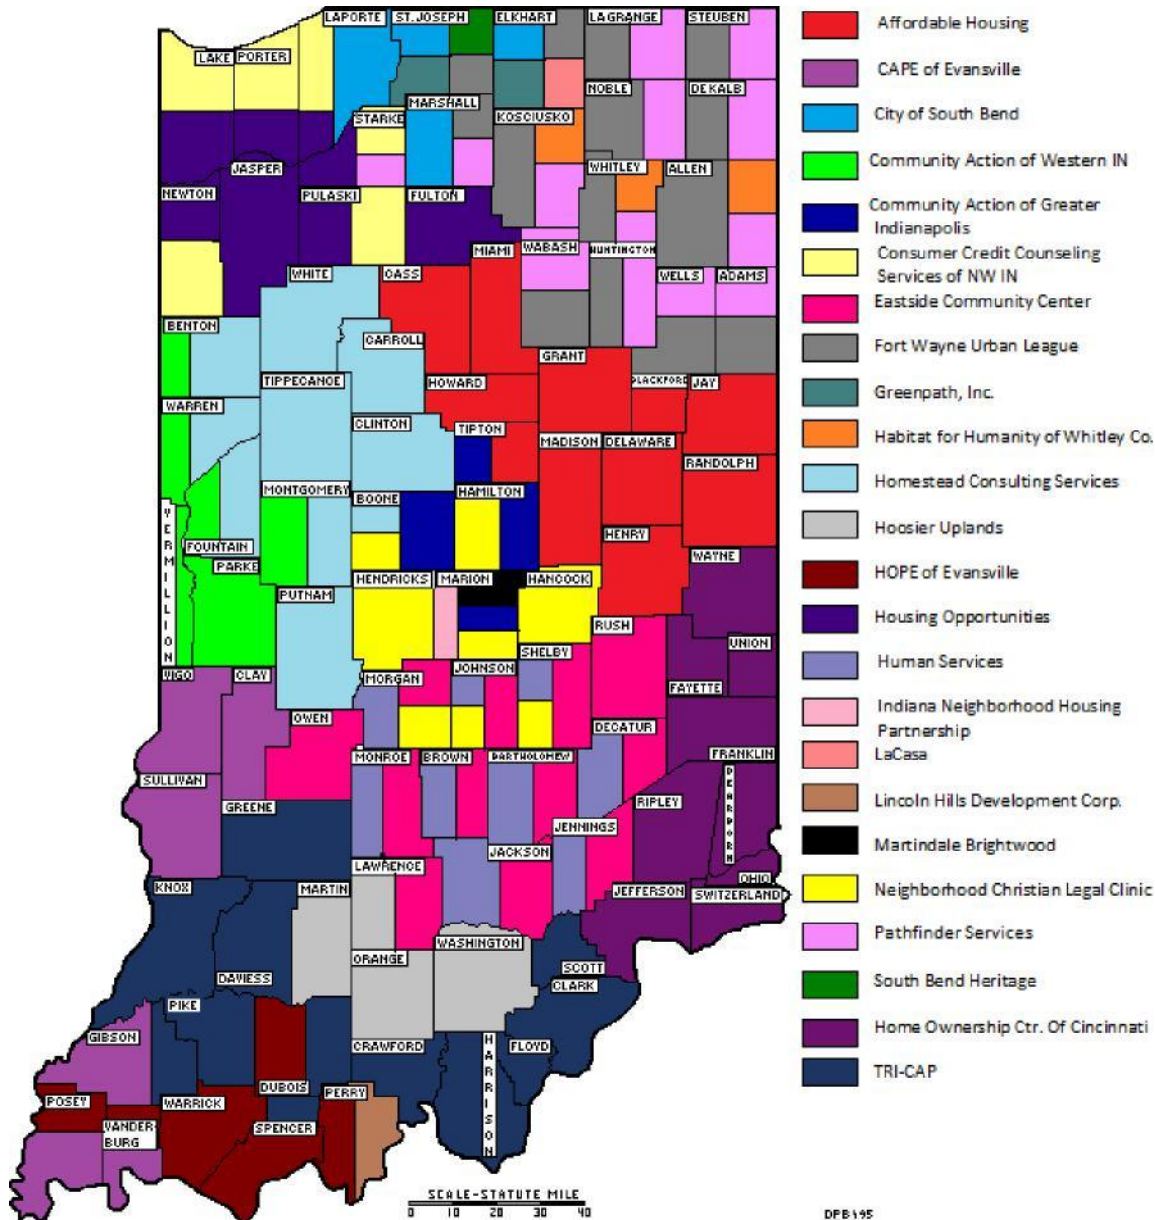 LAPORTE
ST.JOSEPH
ELKHART
LAGRANGE
STEUBEN
LAKE
PORTER
NOBLE
DEKALB
MARSHALL
STARKE
KOSCIUSKO
WHITLEY
ALLEN
JASPER
NEWTON
PULASKI
FULTON
MIAMI
WABASH
HUNTINGTON
WHITE
CASS
WELLS
ADAMS
BENTON
CARROLL
GRANT
TIPPECANOE
HOWARD
BLACKFORD
JAY
WARREN
CLINTON
TIPTON
MADISON
DELAWARE
RANDOLPH
MONTGOMERY
BOONE
HAMILTON
VERMILLION
FOUNTAIN
HENRY
WAYNE
PARKE
HENDRICKS
MARION
HANCOCK
PUTNAM
RUSH
UNION
SHELBY
VIGO
CLAY
MORGAN
JOHNSON
FAYETTE
OWEN
DECATUR
FRANKLIN
MONROE
BROWN
BARTHOLOMEW
DEARBORN
SULLIVAN
GREENE
RIPLEY
JENNINGS
LAWRENCE
JACKSON
OHIO
KNOX
MARTIN
JEFFERSON
SWITZERLAND
WASHINGTON
ORANGE
DAVIESS
SCOTT
CLARK
PIKE
GIBSON
CRAWFORD
HARRISON
FLOYD
DUBOIS
PERRY
POSEY
WARRICK
VANDER-
BURG
SPENCER
SCALE-STATUTE MILE
0 10 20 30 40
DPB495
Affordable Housing
CAPE of Evansville
City of South Bend
Community Action of Western IN
Community Action of Greater
Indianapolis
Consumer Credit Counseling
Services of NW IN
Eastside Community Center
Fort Wayne Urban League
Greenpath, Inc.
Habitat for Humanity of Whitley Co.
Homestead Consulting Services
Hoosier Uplands
HOPE of Evansville
Housing Opportunities
Human Services
Indiana Neighborhood Housing
Partnership
LaCasa
Lincoln Hills Development Corp.
Martindale Brightwood
Neighborhood Christian Legal Clinic
Pathfinder Services
South Bend Heritage
Home Ownership Ctr. Of Cincinnati
TRI-CAP